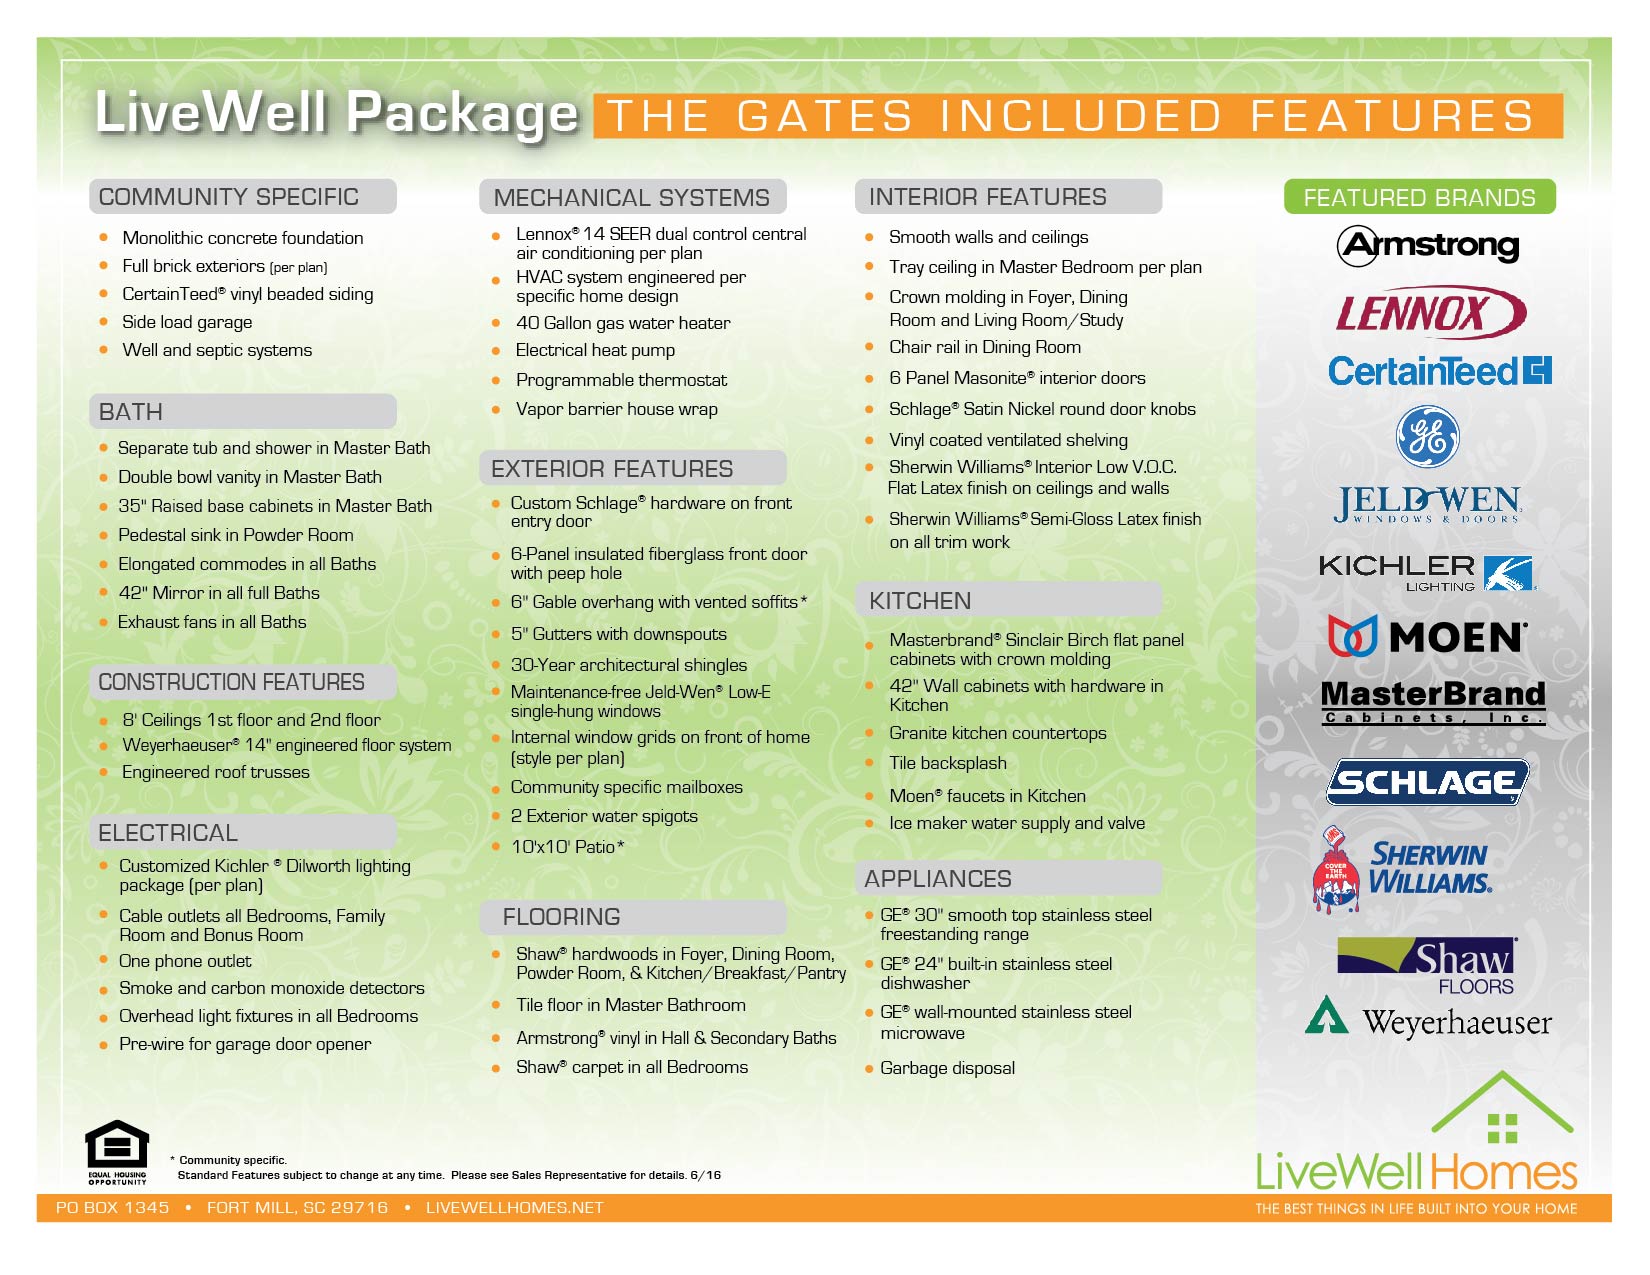 LiveWell Package THE GATES INCLUDED FEATURES
COMMUNITY SPECIFIC
• Monolithic concrete foundation
• Full brick exteriors (per plan)
• CertainTeed® vinyl beaded siding
• Side load garage
• Well and septic systems
BATH
• Separate tub and shower in Master Bath
• Double bowl vanity in Master Bath
• 35" Raised base cabinets in Master Bath
• Pedestal sink in Powder Room
• Elongated commodes in all Baths
• 42" Mirror in all full Baths
• Exhaust fans in all Baths
CONSTRUCTION FEATURES
• 8' Ceilings 1st floor and 2nd floor
• Weyerhaeuser® 14" engineered floor system
• Engineered roof trusses
ELECTRICAL
• Customized Kichler ® Dilworth lighting
package (per plan)
• Cable outlets all Bedrooms, Family
Room and Bonus Room
• One phone outlet
• Smoke and carbon monoxide detectors
• Overhead light fixtures in all Bedrooms
• Pre-wire for garage door opener
MECHANICAL SYSTEMS
• Lennox® 14 SEER dual control central
air conditioning per plan
• HVAC system engineered per
specific home design
• 40 Gallon gas water heater
• Electrical heat pump
• Programmable thermostat
• Vapor barrier house wrap
EXTERIOR FEATURES
• Custom Schlage® hardware on front
entry door
• 6-Panel insulated fiberglass front door
with peep hole
• 6" Gable overhang with vented soffits*
• 5" Gutters with downspouts
• 30-Year architectural shingles
• Maintenance-free Jeld-Wen® Low-E
single-hung windows
• Internal window grids on front of home
(style per plan)
• Community specific mailboxes
• 2 Exterior water spigots
• 10'x10' Patio*
FLOORING
• Shaw® hardwoods in Foyer, Dining Room,
Powder Room, & Kitchen/Breakfast/Pantry
• Tile floor in Master Bathroom
• Armstrong® vinyl in Hall & Secondary Baths
• Shaw® carpet in all Bedrooms
INTERIOR FEATURES
• Smooth walls and ceilings
• Tray ceiling in Master Bedroom per plan
• Crown molding in Foyer, Dining
Room and Living Room/Study
• Chair rail in Dining Room
• 6 Panel Masonite® interior doors
• Schlage® Satin Nickel round door knobs
• Vinyl coated ventilated shelving
• Sherwin Williams® Interior Low V.O.C.
Flat Latex finish on ceilings and walls
• Sherwin Williams® Semi-Gloss Latex finish
on all trim work
KITCHEN
• Masterbrand® Sinclair Birch flat panel
cabinets with crown molding
• 42" Wall cabinets with hardware in
Kitchen
• Granite kitchen countertops
• Tile backsplash
• Moen® faucets in Kitchen
• Ice maker water supply and valve
APPLIANCES
• GE® 30" smooth top stainless steel
freestanding range
• GE® 24" built-in stainless steel
dishwasher
• GE® wall-mounted stainless steel
microwave
• Garbage disposal
FEATURED BRANDS
Armstrong
LENNOX
CertainTeed
GE
JELD-WEN
WINDOWS & DOORS
KICHLER
LIGHTING
MOEN®
MasterBrand
Cabinets, Inc.
SCHLAGE
COVER
THE
EARTH
SHERWIN
WILLIAMS®
Shaw
FLOORS
Weyerhaeuser
LiveWellHomes
THE BEST THINGS IN LIFE BUILT INTO YOUR HOME
EQUAL HOUSING
OPPORTUNITY
* Community specific.
Standard Features subject to change at any time. Please see Sales Representative for details. 6/16
PO BOX 1345 • FORT MILL, SC 29716 • LIVEWELLHOMES.NET